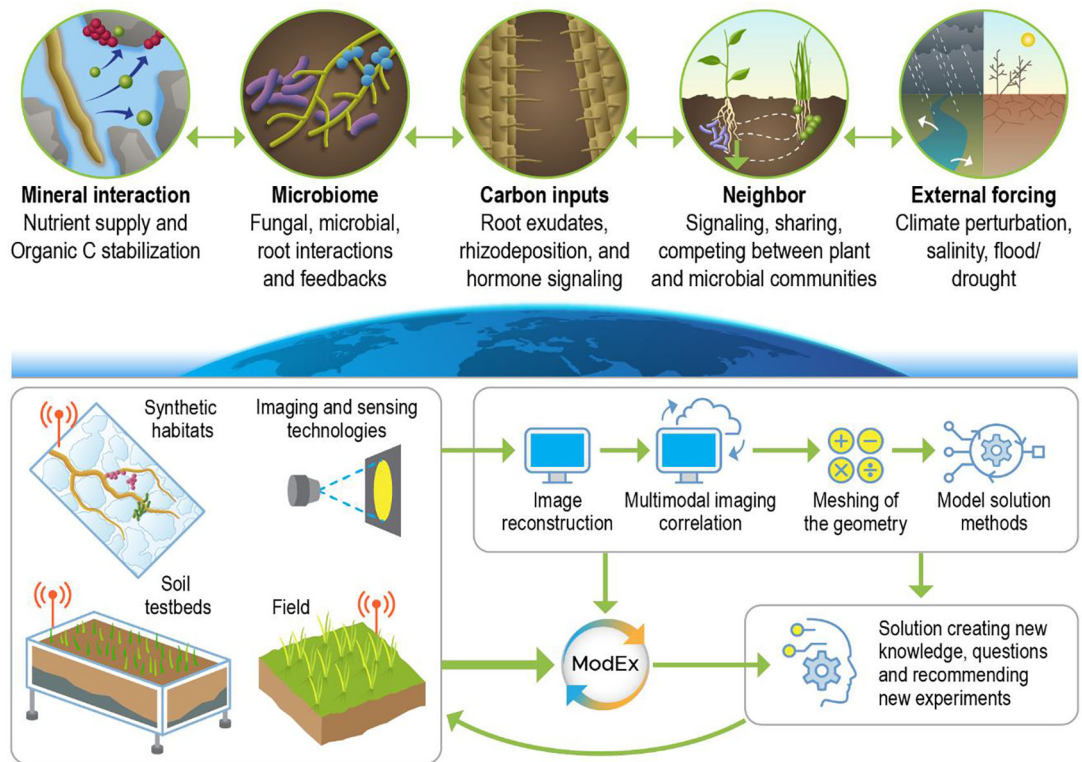 Mineral interaction
Nutrient supply and
Organic C stabilization
Microbiome
Fungal, microbial,
root interactions
and feedbacks
Carbon inputs
Root exudates,
rhizodeposition, and
hormone signaling
Neighbor
Signaling, sharing,
competing between plant
and microbial communities
External forcing
Climate perturbation,
salinity, flood/
drought
Synthetic
habitats
Imaging and sensing
technologies
Soil
testbeds
Field
Image
reconstruction
Multimodal imaging
correlation
Meshing of
the geometry
Model solution
methods
ModEx
Solution creating new
knowledge, questions
and recommending
new experiments